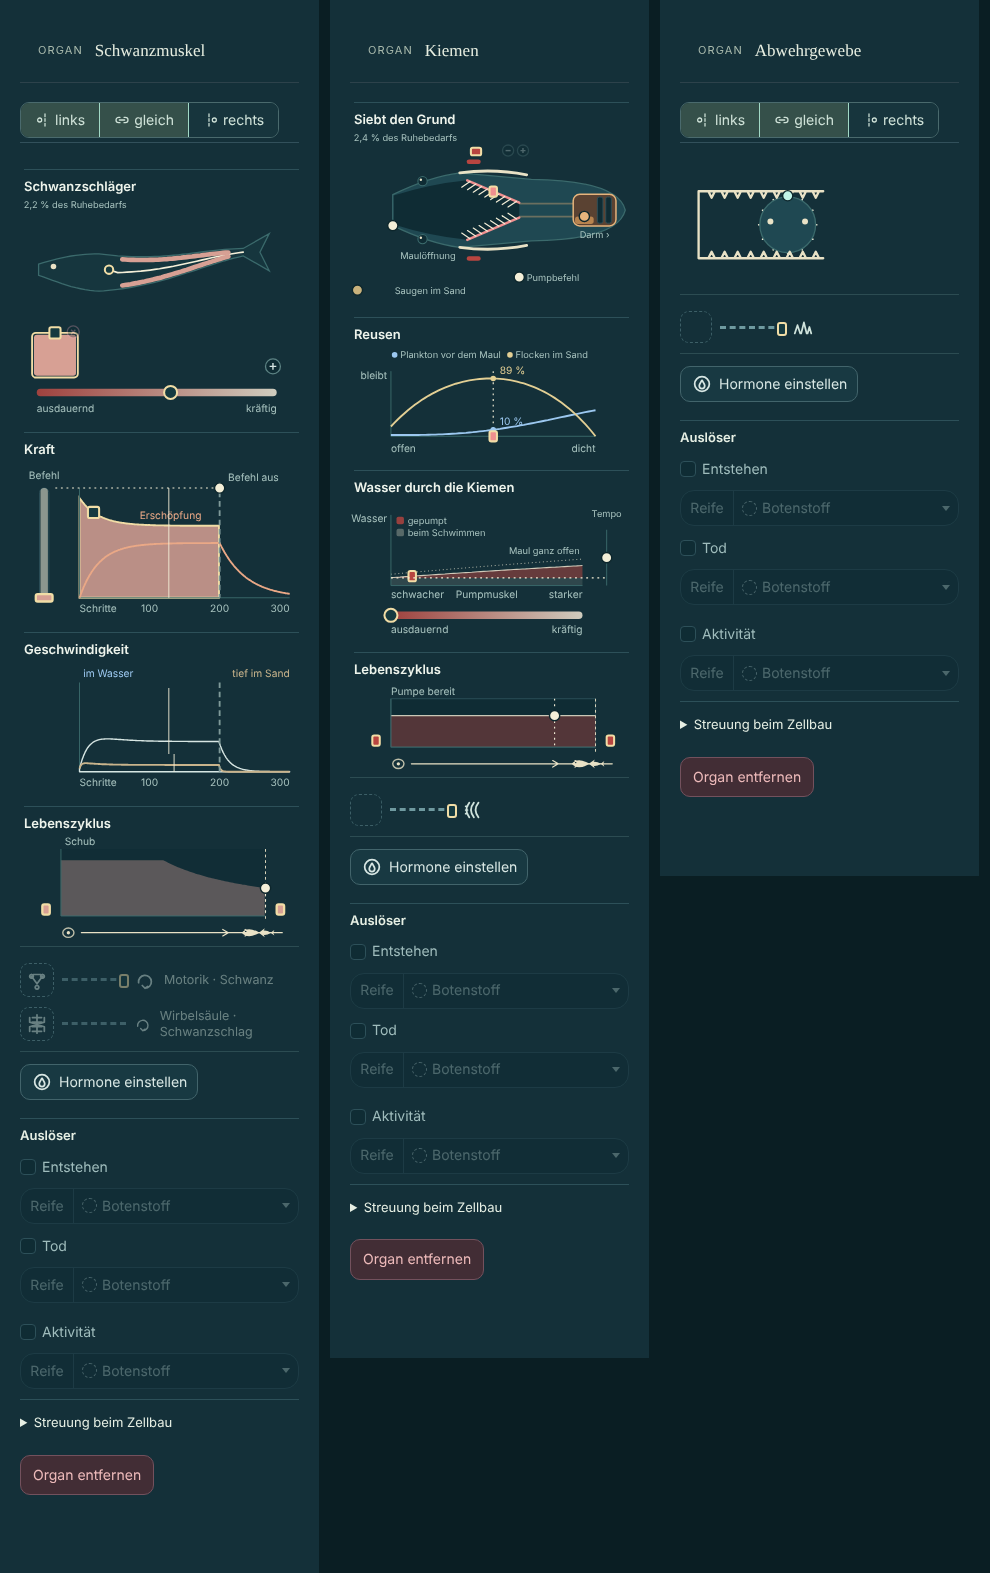 ORGAN Schwanzmuskel
links gleich rechts
Schwanzschläger
2,2 % des Ruhebedarfs
ausdauernd kräftig
Kraft
Befehl Befehl aus
Erschöpfung
Schritte 100 200 300
Geschwindigkeit
im Wasser tief im Sand
Schritte 100 200 300
Lebenszyklus
Schub
Motorik · Schwanz
Wirbelsäule ·
Schwanzschlag
Hormone einstellen
Auslöser
Entstehen
Reife Botenstoff
Tod
Reife Botenstoff
Aktivität
Reife Botenstoff
Streuung beim Zellbau
Organ entfernen
ORGAN Kiemen
Siebt den Grund
2,4 % des Ruhebedarfs
Darm ›
Maulöffnung
Pumpbefehl
Saugen im Sand
Reusen
Plankton vor dem Maul Flocken im Sand
bleibt 89 %
10 %
offen dicht
Wasser durch die Kiemen
Wasser gepumpt Tempo
beim Schwimmen
Maul ganz offen
schwacher Pumpmuskel starker
ausdauernd kräftig
Lebenszyklus
Pumpe bereit
Hormone einstellen
Auslöser
Entstehen
Reife Botenstoff
Tod
Reife Botenstoff
Aktivität
Reife Botenstoff
Streuung beim Zellbau
Organ entfernen
ORGAN Abwehrgewebe
links gleich rechts
Hormone einstellen
Auslöser
Entstehen
Reife Botenstoff
Tod
Reife Botenstoff
Aktivität
Reife Botenstoff
Streuung beim Zellbau
Organ entfernen